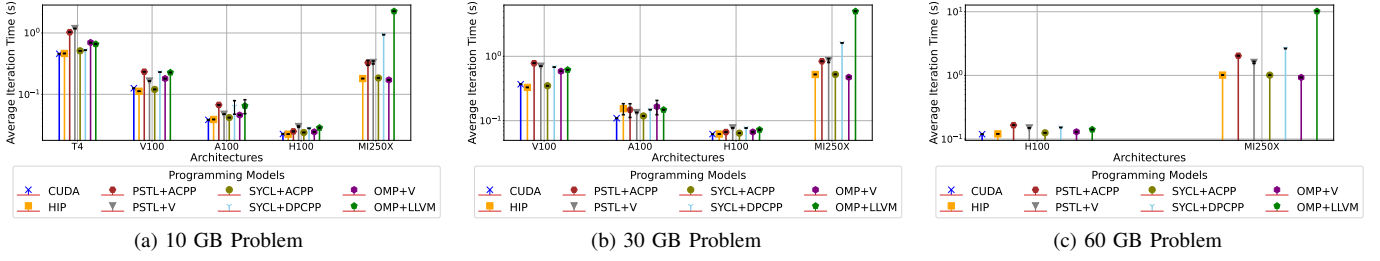 Average Iteration Time (s)
10⁰
10⁻¹
T4 V100 A100 H100 MI250X
Architectures
Programming Models
CUDA PSTL+ACPP SYCL+ACPP OMP+V
HIP PSTL+V SYCL+DPCPP OMP+LLVM
(a) 10 GB Problem
Average Iteration Time (s)
10⁰
10⁻¹
V100 A100 H100 MI250X
Architectures
Programming Models
CUDA PSTL+ACPP SYCL+ACPP OMP+V
HIP PSTL+V SYCL+DPCPP OMP+LLVM
(b) 30 GB Problem
Average Iteration Time (s)
10¹
10⁰
10⁻¹
H100 MI250X
Architectures
Programming Models
CUDA PSTL+ACPP SYCL+ACPP OMP+V
HIP PSTL+V SYCL+DPCPP OMP+LLVM
(c) 60 GB Problem